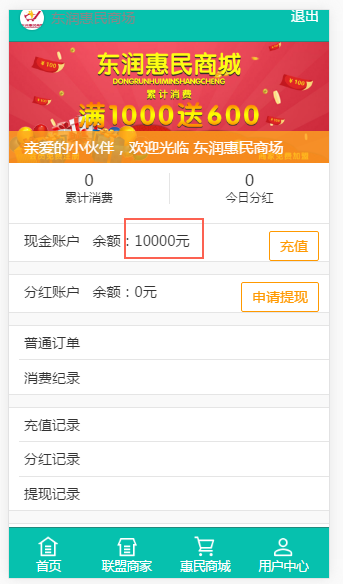 退出
东润惠民商城
DONGRUNHUIMINSHANGCHENG
累计消费
满1000送600
亲爱的小伙伴，欢迎光临 东润惠民商场
0
累计消费
0
今日分红
现金账户 余额：10000元
充值
分红账户 余额：0元
申请提现
普通订单
消费纪录
充值记录
分红记录
提现记录
首页
联盟商家
惠民商城
用户中心